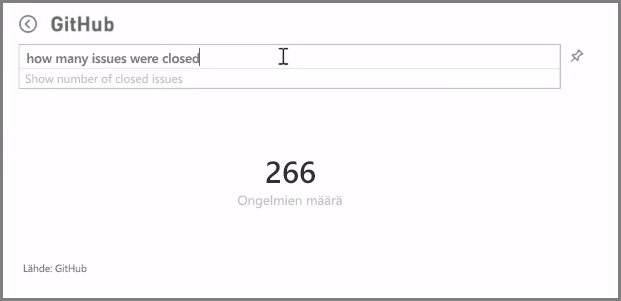 GitHub
how many issues were closed
Show number of closed issues
266
Ongelmien määrä
Lähde: GitHub